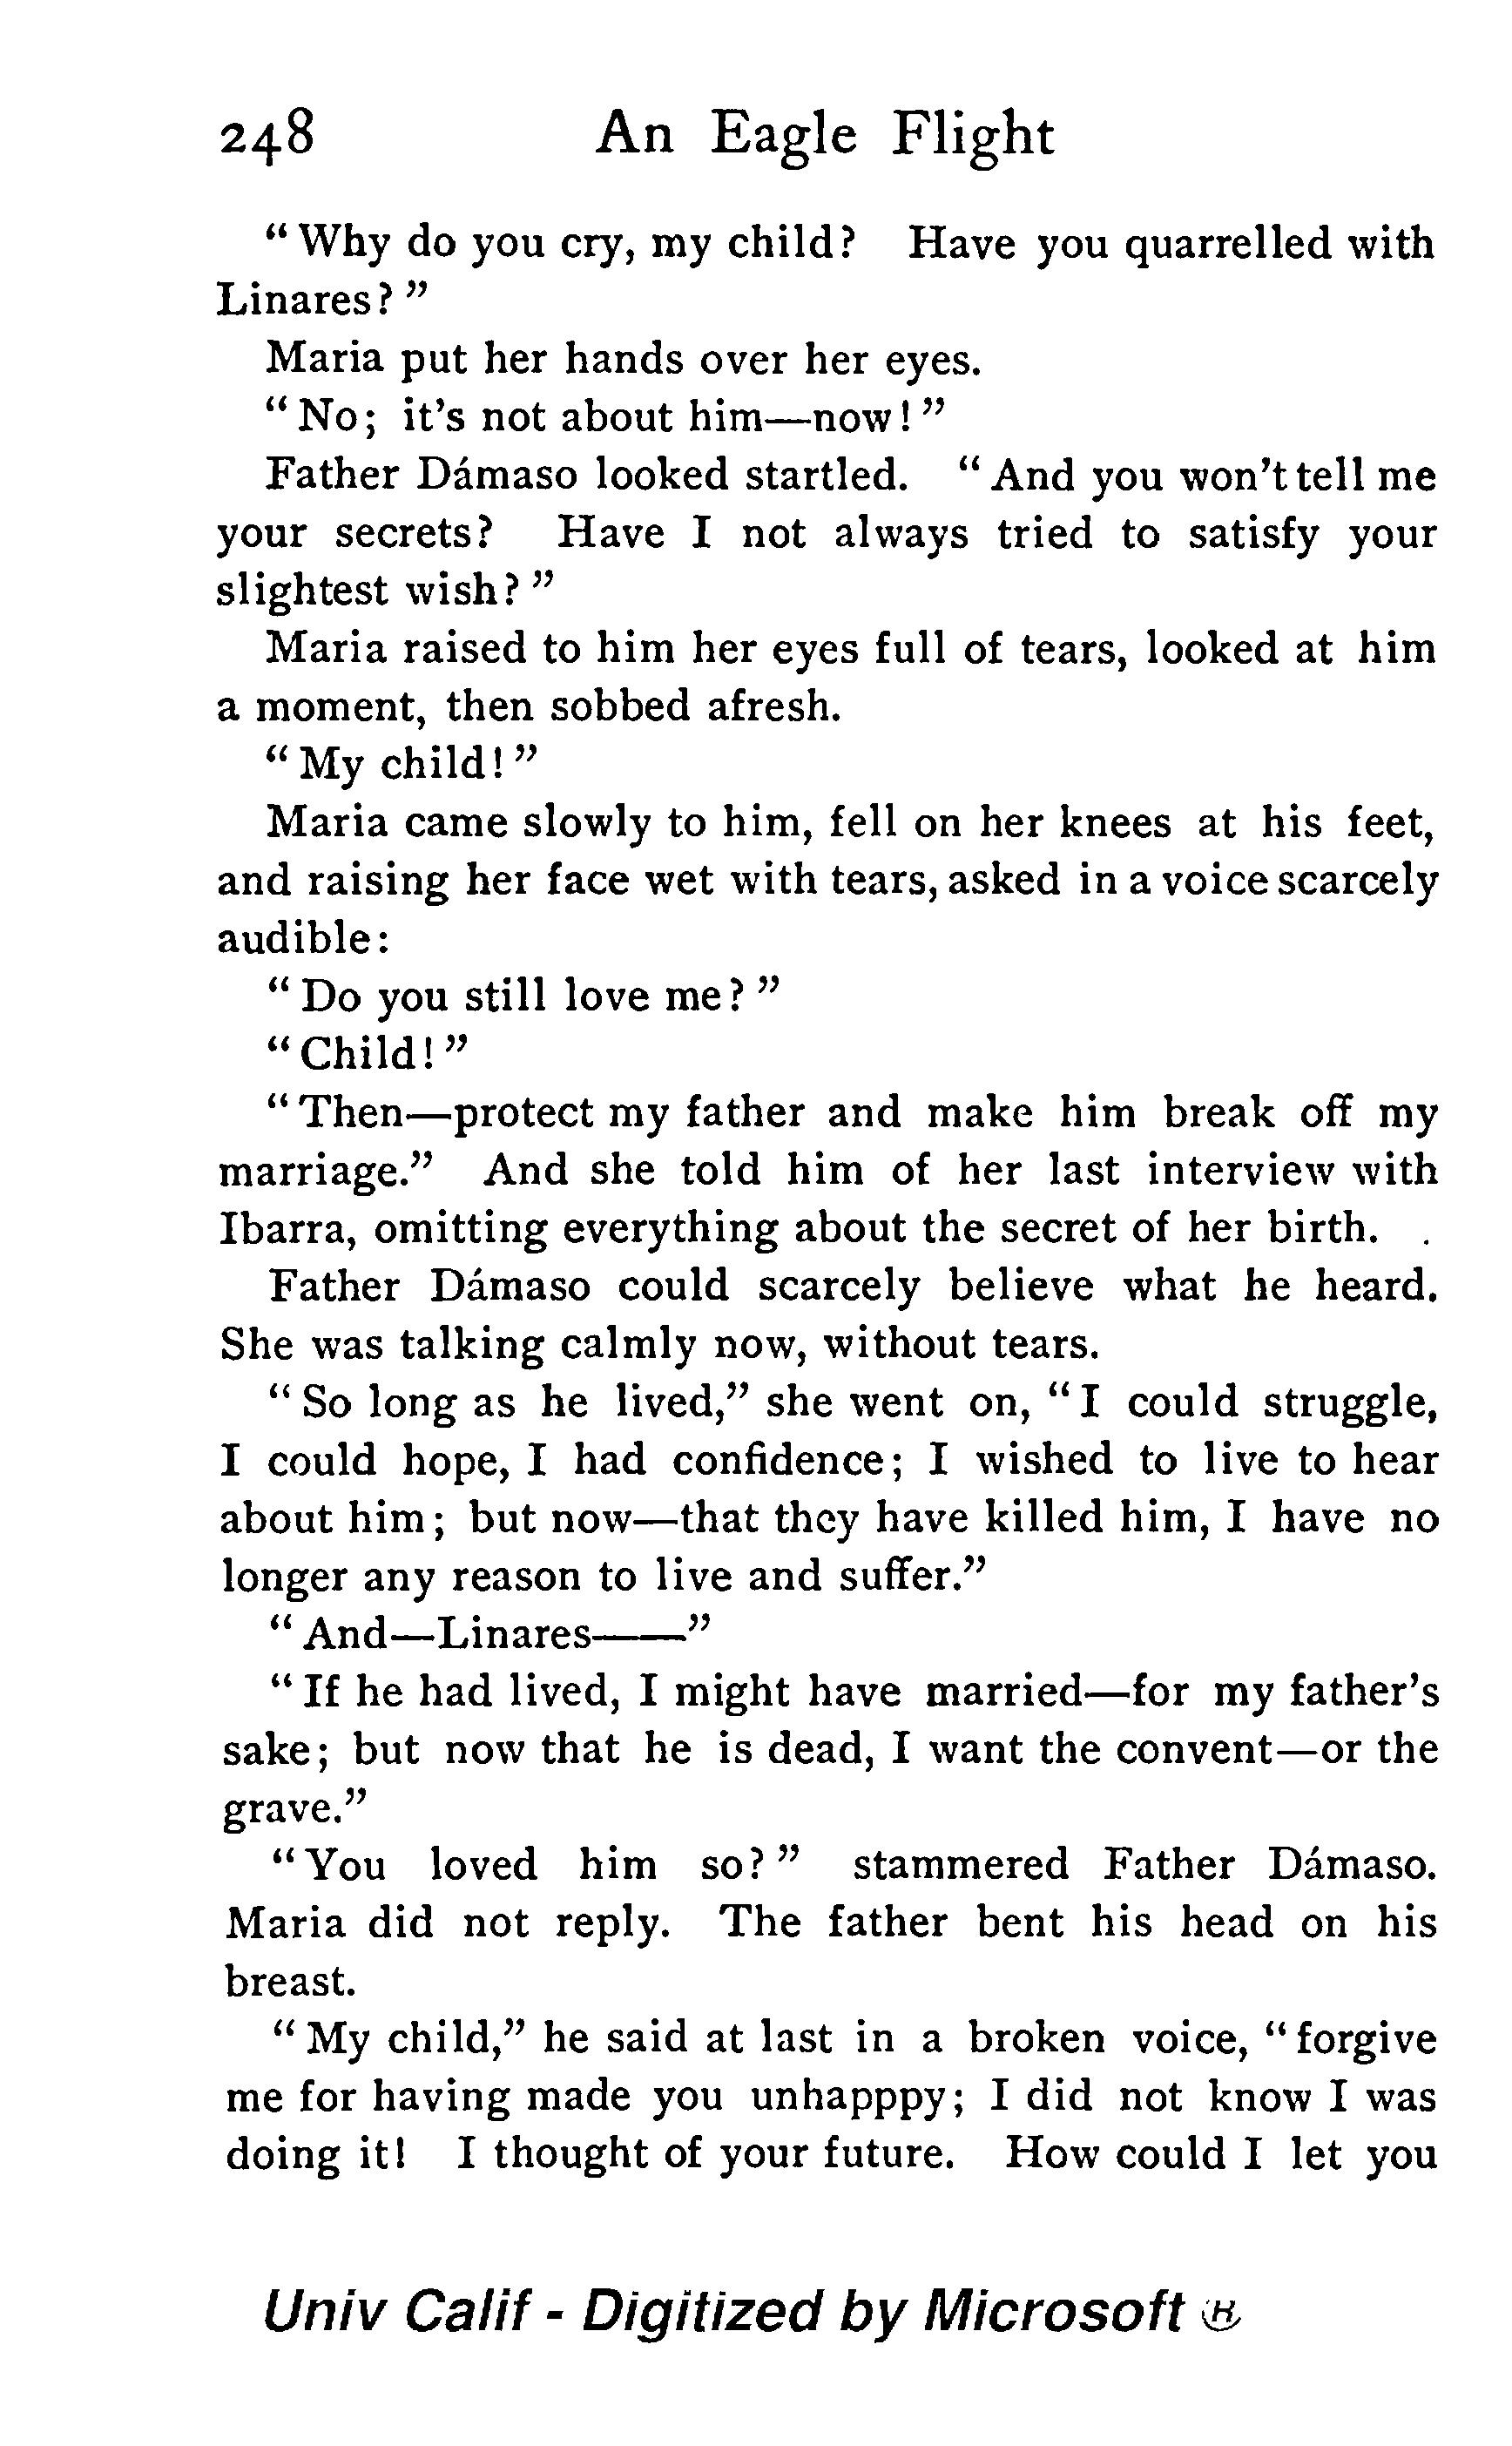 248 An Eagle Flight
“Why do you cry, my child? Have you quarrelled with
Linares?”
Maria put her hands over her eyes.
“No; it's not about him—now!”
Father Dámaso looked startled. “And you won't tell me
your secrets? Have I not always tried to satisfy your
slightest wish?”
Maria raised to him her eyes full of tears, looked at him
a moment, then sobbed afresh.
“My child!”
Maria came slowly to him, fell on her knees at his feet,
and raising her face wet with tears, asked in a voice scarcely
audible:
“Do you still love me?”
“Child!”
“Then—protect my father and make him break off my
marriage.” And she told him of her last interview with
Ibarra, omitting everything about the secret of her birth. .
Father Dámaso could scarcely believe what he heard.
She was talking calmly now, without tears.
“So long as he lived,” she went on, “I could struggle,
I could hope, I had confidence; I wished to live to hear
about him; but now—that they have killed him, I have no
longer any reason to live and suffer.”
“And—Linares——”
“If he had lived, I might have married—for my father's
sake; but now that he is dead, I want the convent—or the
grave.”
“You loved him so?” stammered Father Dámaso.
Maria did not reply. The father bent his head on his
breast.
“My child,” he said at last in a broken voice, “forgive
me for having made you unhapppy; I did not know I was
doing it! I thought of your future. How could I let you
Univ Calif - Digitized by Microsoft ®